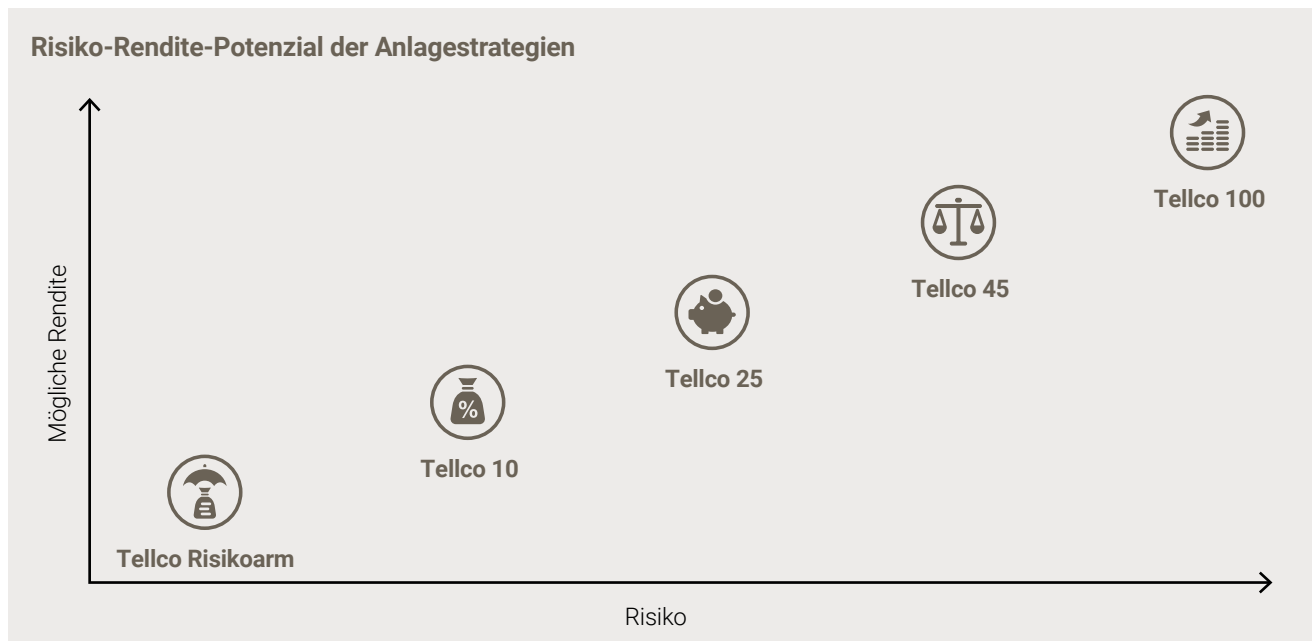 Risiko-Rendite-Potenzial der Anlagestrategien
Mögliche Rendite
Tellco 100
Tellco 45
Tellco 25
%
Tellco 10
Tellco Risikoarm
Risiko